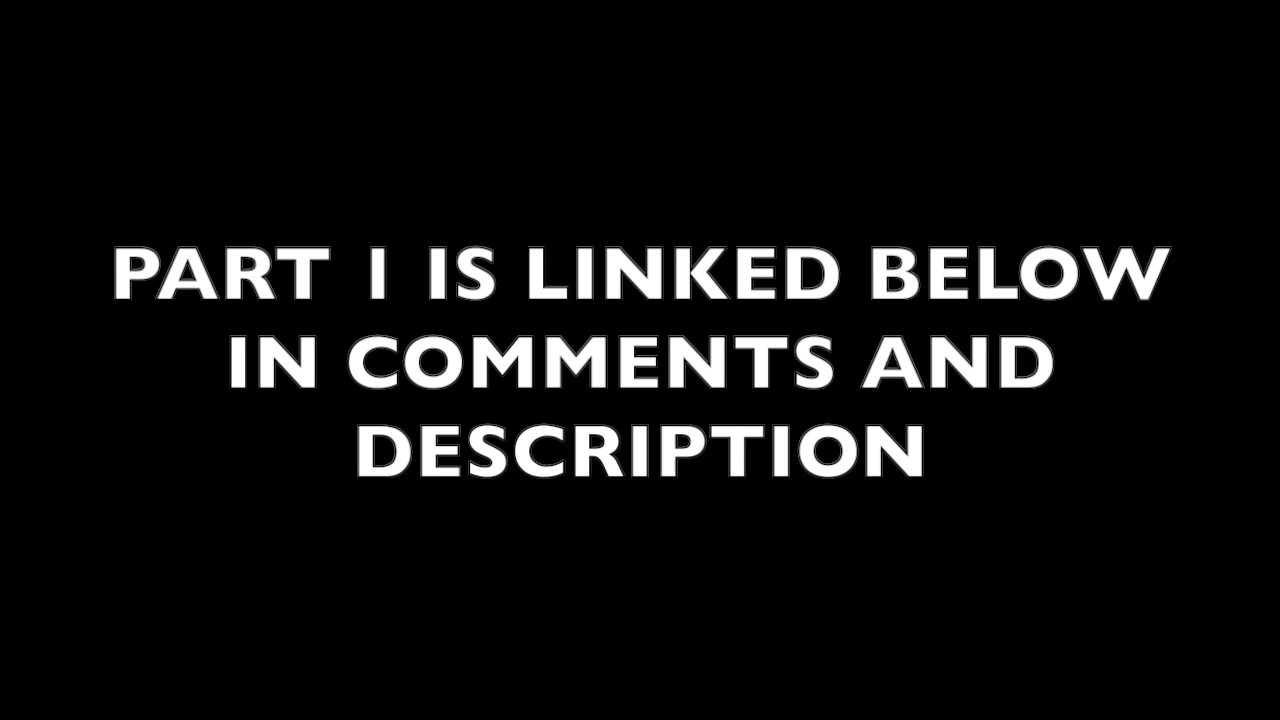 PART 1 IS LINKED BELOW
IN COMMENTS AND
DESCRIPTION